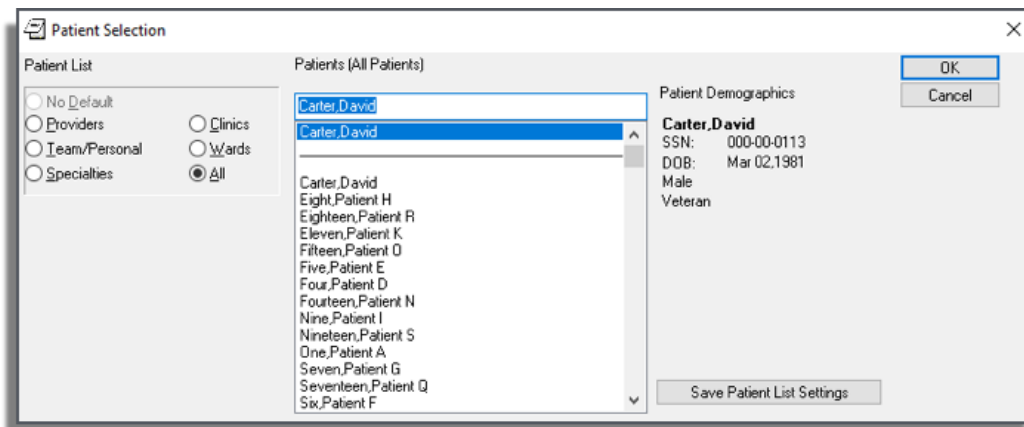 Patient Selection
Patient List
No Default
Providers
Clinics
Team/Personal
Wards
Specialties
All
Patients (All Patients)
Carter,David
Carter,David
Carter,David
Eight,Patient H
Eighteen,Patient R
Eleven,Patient K
Fifteen,Patient O
Five,Patient E
Four,Patient D
Fourteen,Patient N
Nine,Patient I
Nineteen,Patient S
One,Patient A
Seven,Patient G
Seventeen,Patient Q
Six,Patient F
Patient Demographics
Carter,David
SSN: 000-00-0113
DOB: Mar 02,1981
Male
Veteran
OK
Cancel
Save Patient List Settings